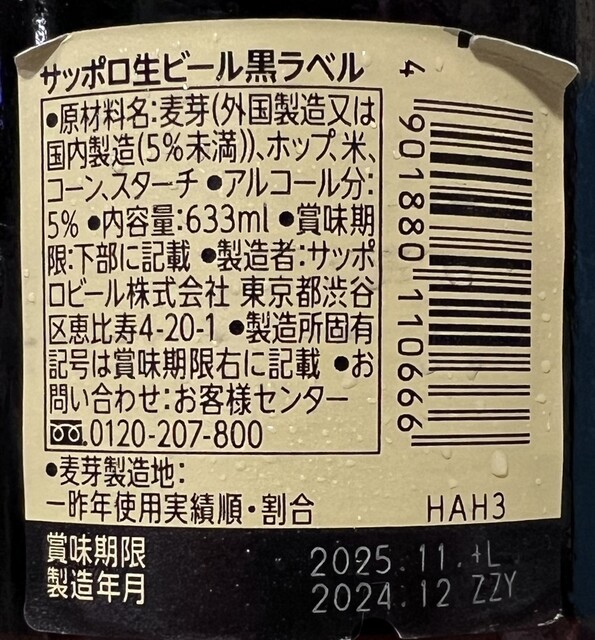 サッポロ生ビール黒ラベル
●原材料名:麦芽(外国製造又は
国内製造(5%未満))、ホップ、米、
コーン、スターチ ●アルコール分:
5% ●内容量:633ml ●賞味期
限:下部に記載 ●製造者:サッポ
ロビール株式会社 東京都渋谷
区恵比寿4-20-1 ●製造所固有
記号は賞味期限右に記載 ●お
問い合わせ:お客様センター
0120-207-800
●麦芽製造地:
一昨年使用実績順・割合
4 901880 110666
HAH3
賞味期限 2025.11.+L
製造年月 2024.12 ZZY